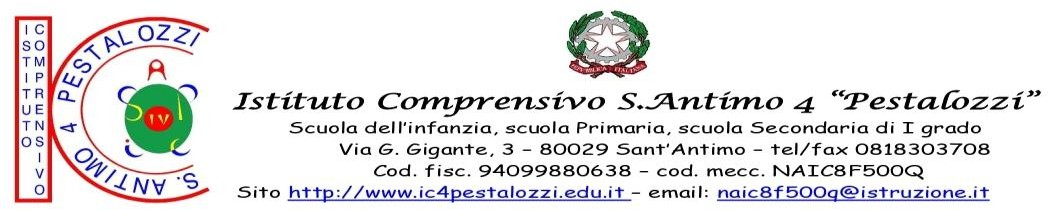 ISTITUTO
COMPRENSIVO
S. ANTIMO 4 PESTALOZZI
REPVBBLICA ITALIANA
Istituto Comprensivo S.Antimo 4 “Pestalozzi”
Scuola dell’infanzia, scuola Primaria, scuola Secondaria di I grado
Via G. Gigante, 3 – 80029 Sant’Antimo – tel/fax 0818303708
Cod. fisc. 94099880638 – cod. mecc. NAIC8F500Q
Sito http://www.ic4pestalozzi.edu.it – email: naic8f500q@istruzione.it